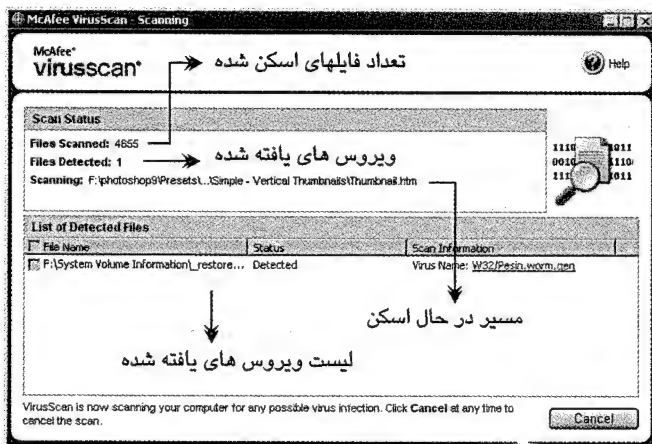 McAfee VirusScan - Scanning
McAfee®
virusscan®
تعداد فایلهای اسکن شده
Help
Scan Status
Files Scanned: 4655
Files Detected: 1
ویروس های یافته شده
Scanning: F:\photoshop9\Presets\...\Simple - Vertical Thumbnails\Thumbnail.htm
List of Detected Files
File Name Status Scan Information
F:\System Volume Information\_restore... Detected Virus Name: W32/Pesin.worm.gen
مسیر در حال اسکن
لیست ویروس های یافته شده
VirusScan is now scanning your computer for any possible virus infection. Click Cancel at any time to
cancel the scan.
Cancel